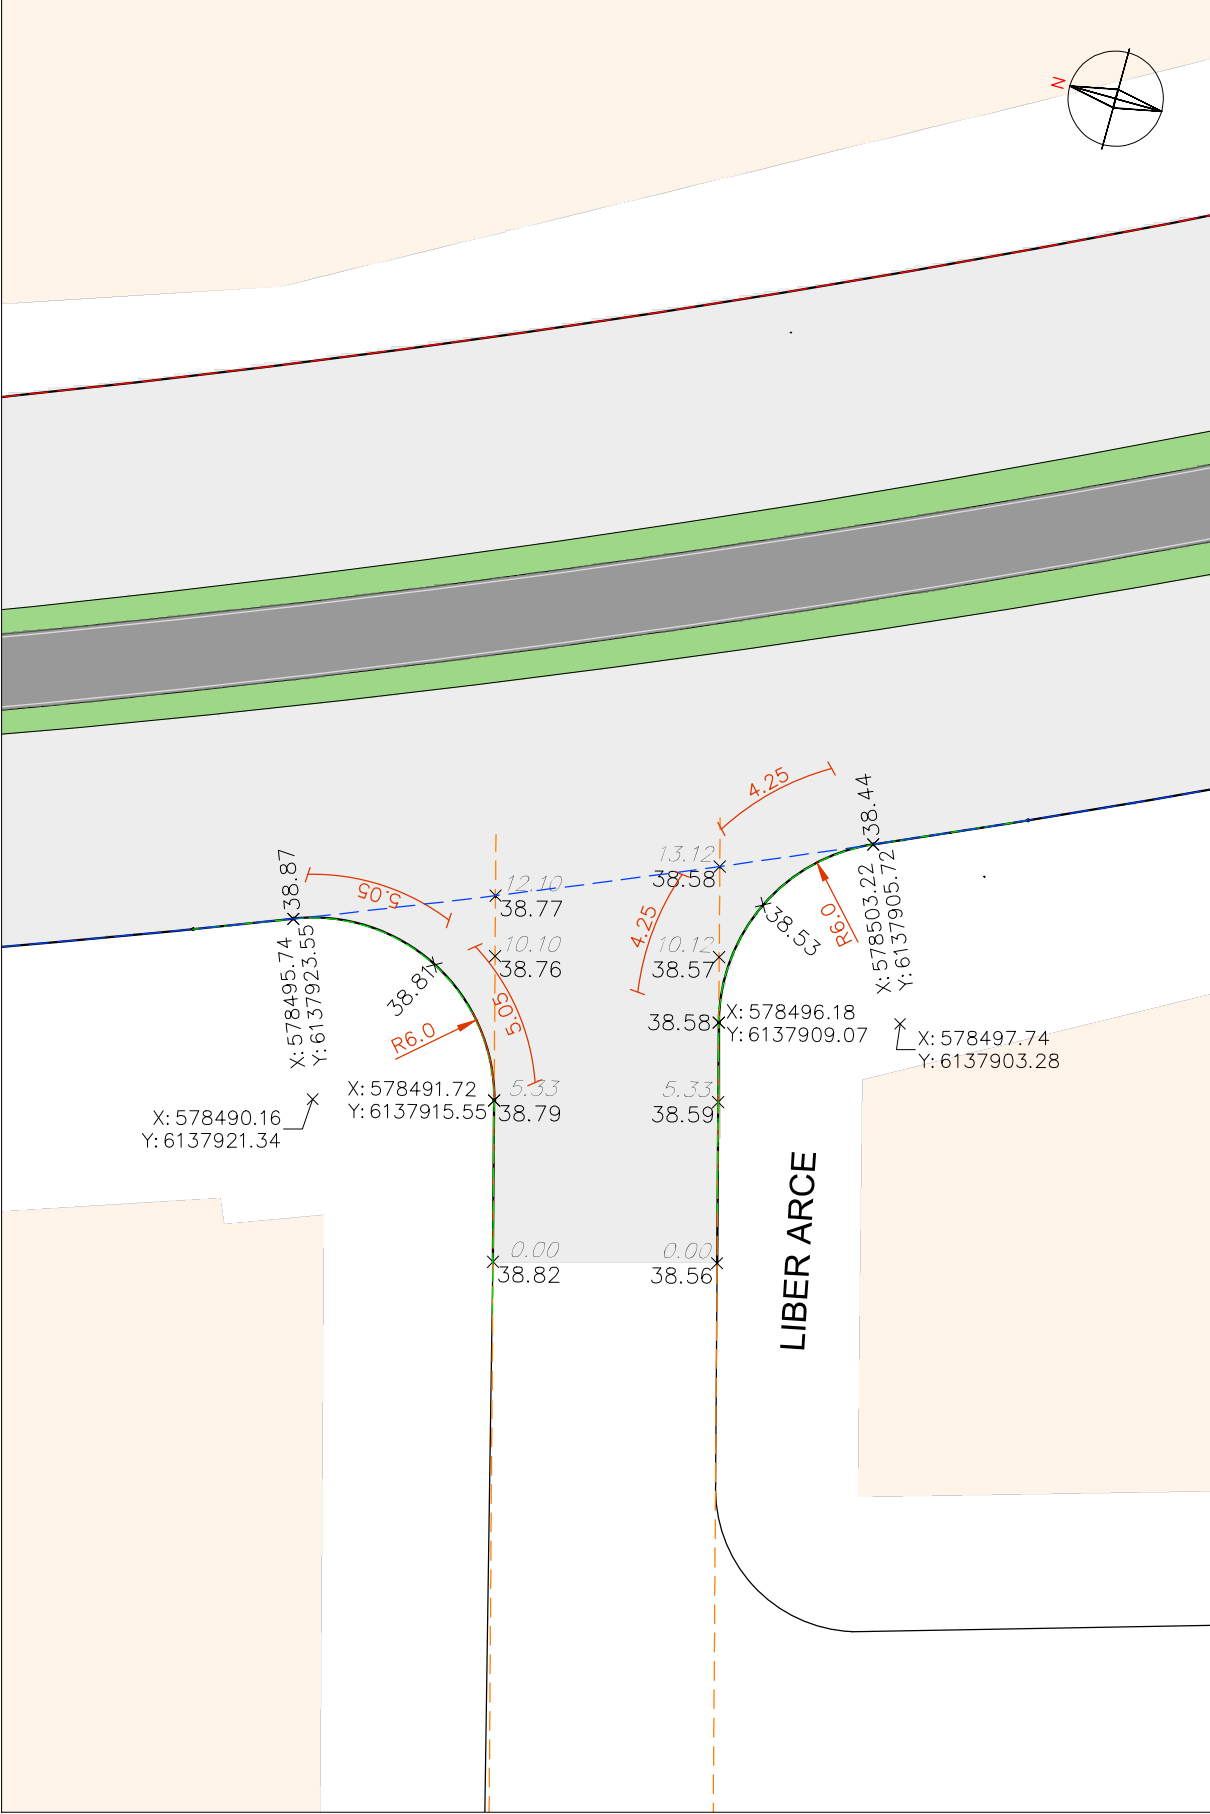 N
4.25
38.44
13.12
38.58
38.87
5.05
12.10
38.77
4.25
38.53
R6.0
X: 578503.22
Y: 6137905.72
X: 578495.74
Y: 6137923.55
38.81
10.10
38.76
10.12
38.57
5.05
R6.0
38.58
X: 578496.18
Y: 6137909.07
X: 578497.74
Y: 6137903.28
X: 578491.72
Y: 6137915.55
5.33
38.79
5.33
38.59
X: 578490.16
Y: 6137921.34
LIBER ARCE
0.00
38.82
0.00
38.56